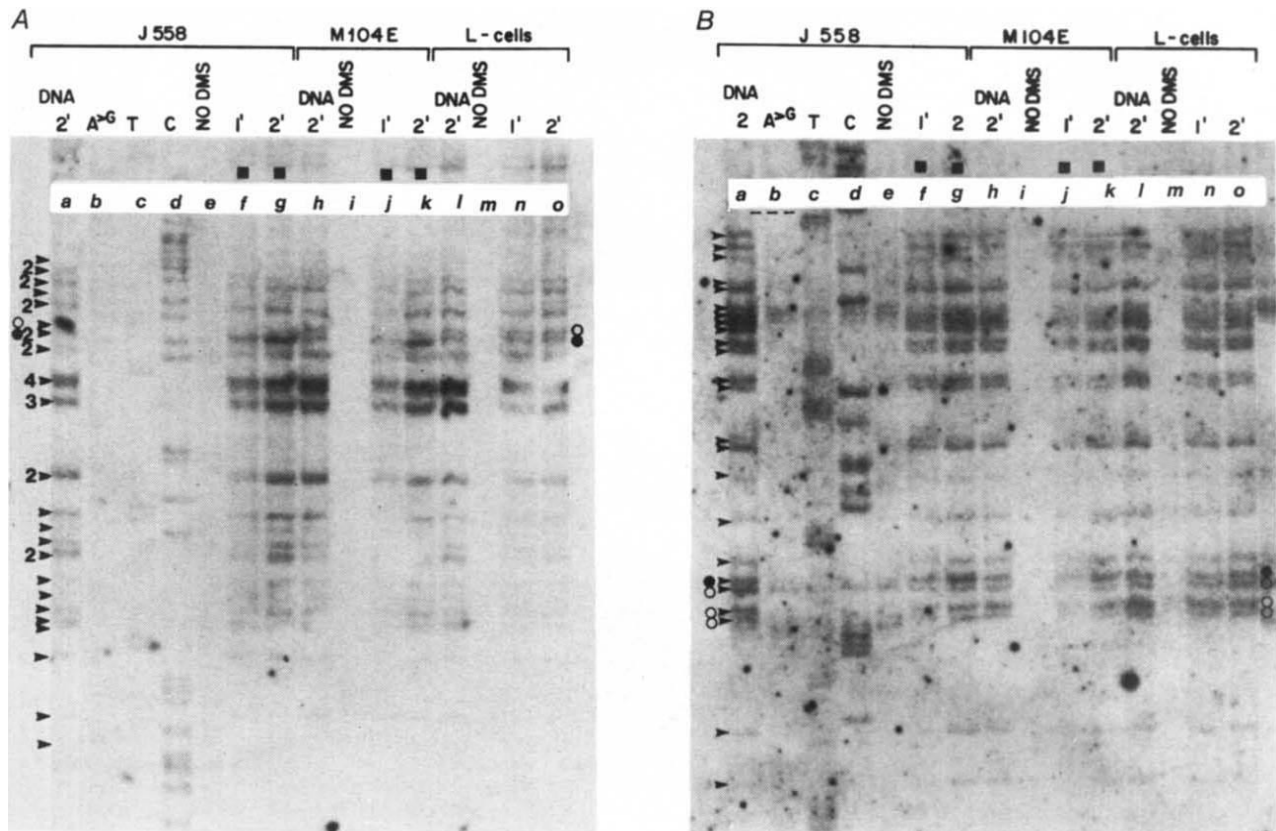 A
J 558 M104E L-cells
DNA NO DMS DNA NO DMS DNA NO DMS
2' A>G T C 1' 2' 2' 1' 2' 2' 1' 2'
a b c d e f g h i j k l m n o
2
2
2
2
2
4
3
2
2
B
J 558 M104E L-cells
DNA NO DMS DNA NO DMS DNA NO DMS
2 A>G T C 1' 2 2' 1' 2' 2' 1' 2'
a b c d e f g h i j k l m n o